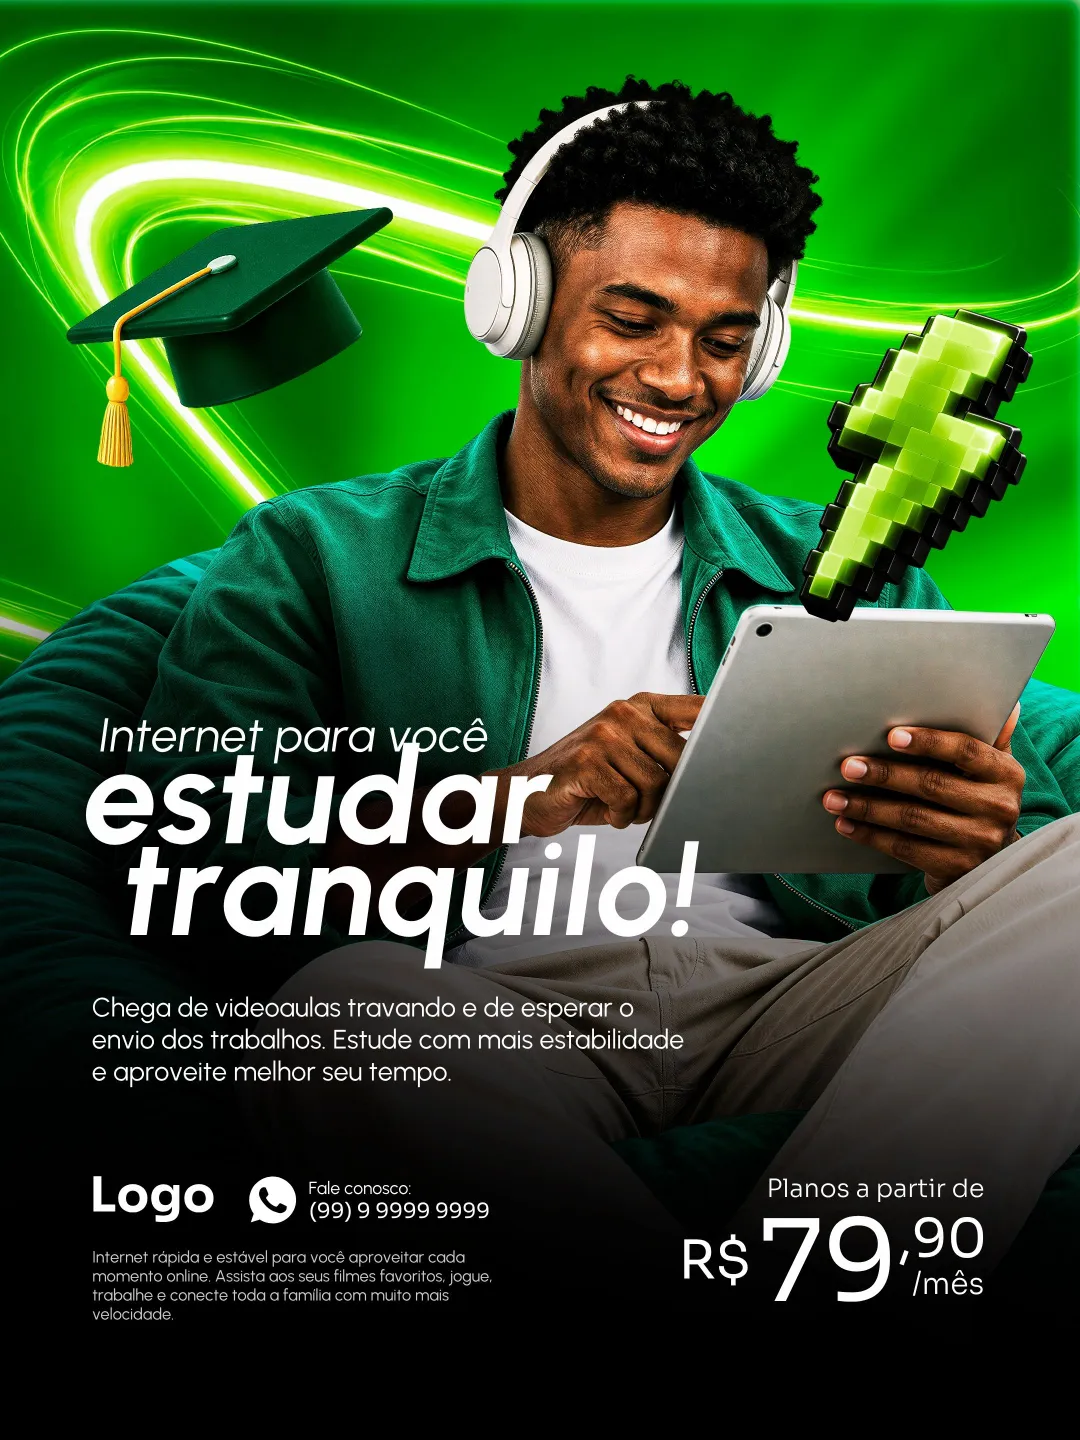 Internet para você
estudar
tranquilo!
Chega de videoaulas travando e de esperar o
envio dos trabalhos. Estude com mais estabilidade
e aproveite melhor seu tempo.
Logo
Fale conosco:
(99) 9 9999 9999
Internet rápida e estável para você aproveitar cada
momento online. Assista aos seus filmes favoritos, jogue,
trabalhe e conecte toda a família com muito mais
velocidade.
Planos a partir de
R$79,90
/mês